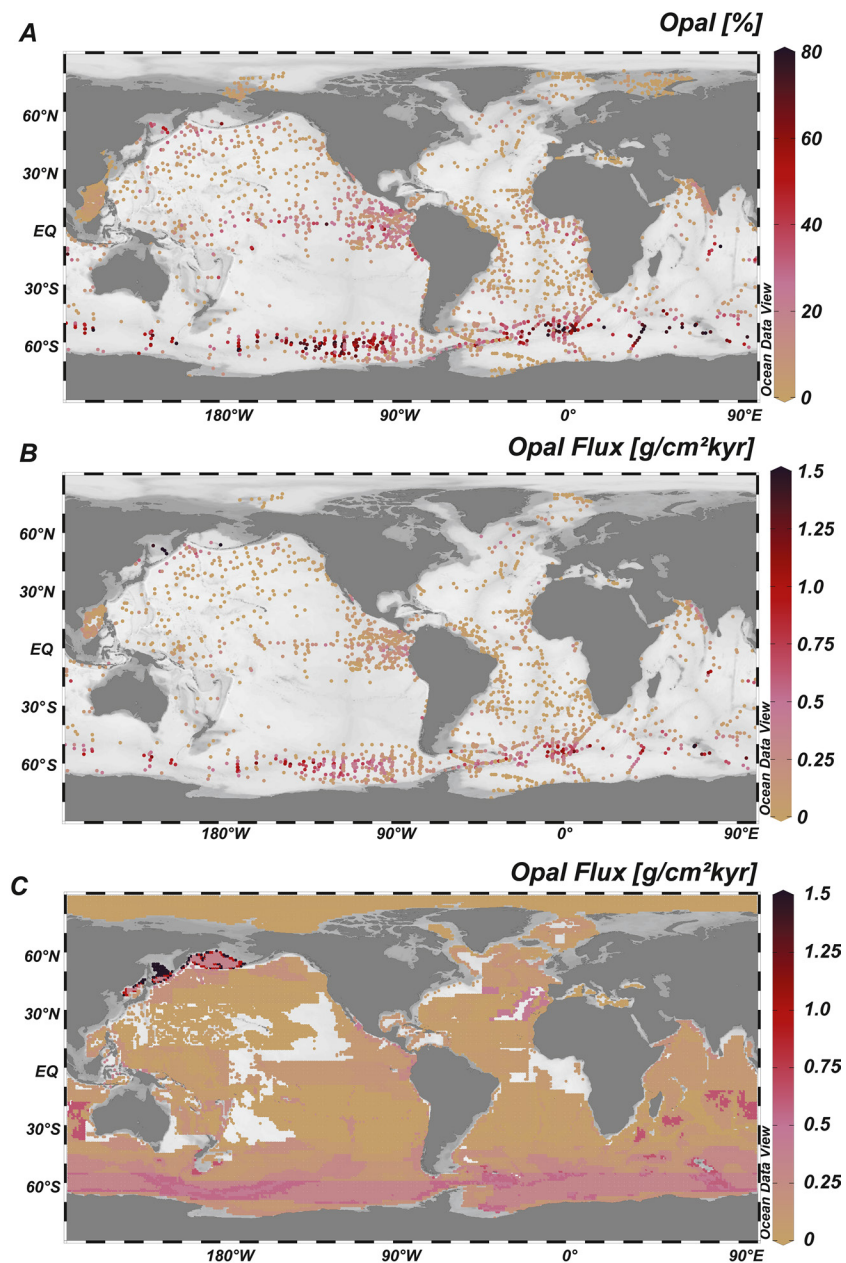 A
Opal [%]
80
60°N
60
30°N
EQ
40
30°S
20
60°S
Ocean Data View
0
180°W 90°W 0° 90°E
B
Opal Flux [g/cm²kyr]
1.5
60°N
1.25
30°N
1.0
EQ
0.75
30°S
0.5
60°S
0.25
Ocean Data View
0
180°W 90°W 0° 90°E
C
Opal Flux [g/cm²kyr]
1.5
60°N
1.25
30°N
1.0
EQ
0.75
30°S
0.5
60°S
0.25
Ocean Data View
0
180°W 90°W 0° 90°E